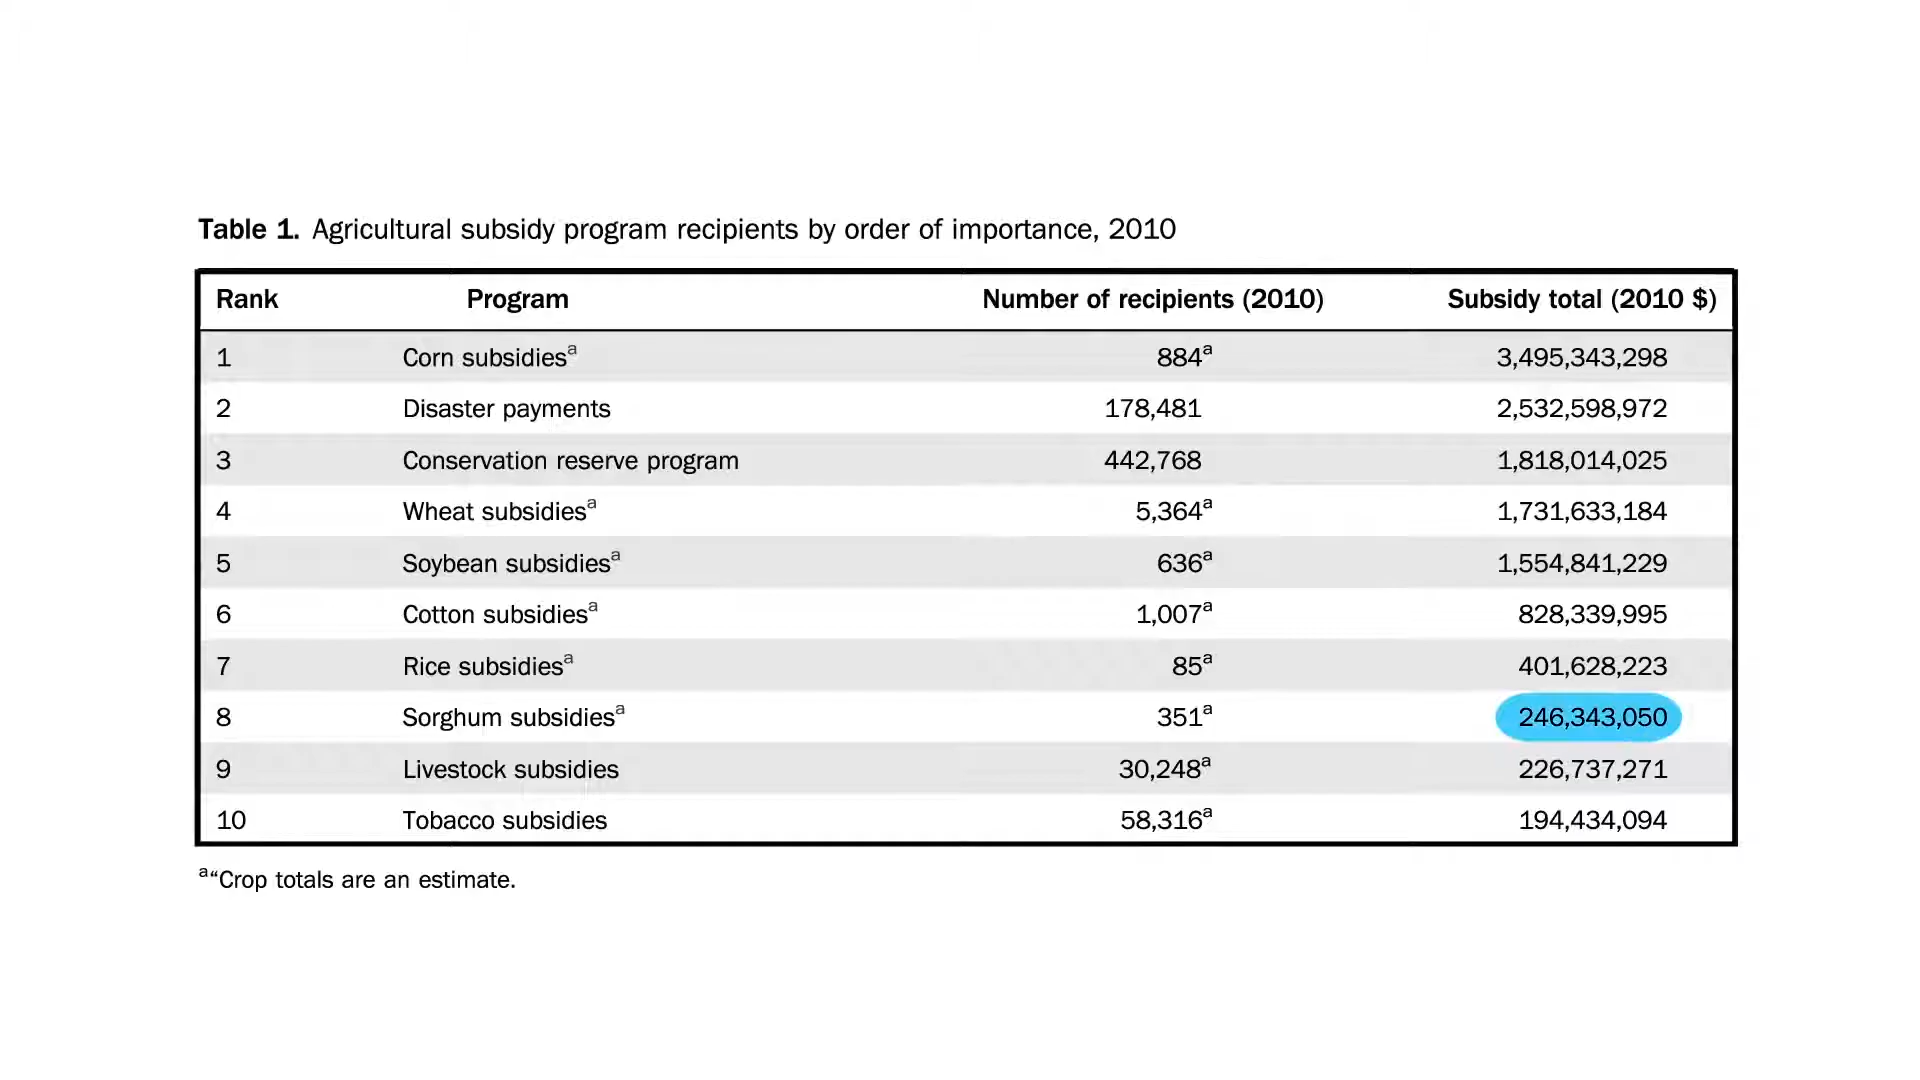 Table 1. Agricultural subsidy program recipients by order of importance, 2010
Rank Program Number of recipients (2010) Subsidy total (2010 $)
1 Corn subsidiesᵃ 884ᵃ 3,495,343,298
2 Disaster payments 178,481 2,532,598,972
3 Conservation reserve program 442,768 1,818,014,025
4 Wheat subsidiesᵃ 5,364ᵃ 1,731,633,184
5 Soybean subsidiesᵃ 636ᵃ 1,554,841,229
6 Cotton subsidiesᵃ 1,007ᵃ 828,339,995
7 Rice subsidiesᵃ 85ᵃ 401,628,223
8 Sorghum subsidiesᵃ 351ᵃ 246,343,050
9 Livestock subsidies 30,248ᵃ 226,737,271
10 Tobacco subsidies 58,316ᵃ 194,434,094
ᵃ“Crop totals are an estimate.